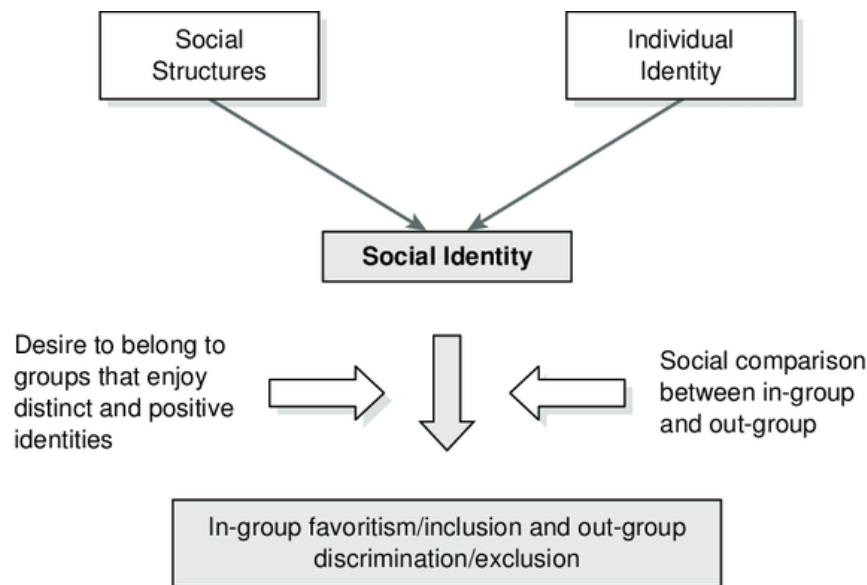 Social
Structures
Individual
Identity
Social Identity
Desire to belong to
groups that enjoy
distinct and positive
identities
Social comparison
between in-group
and out-group
In-group favoritism/inclusion and out-group
discrimination/exclusion